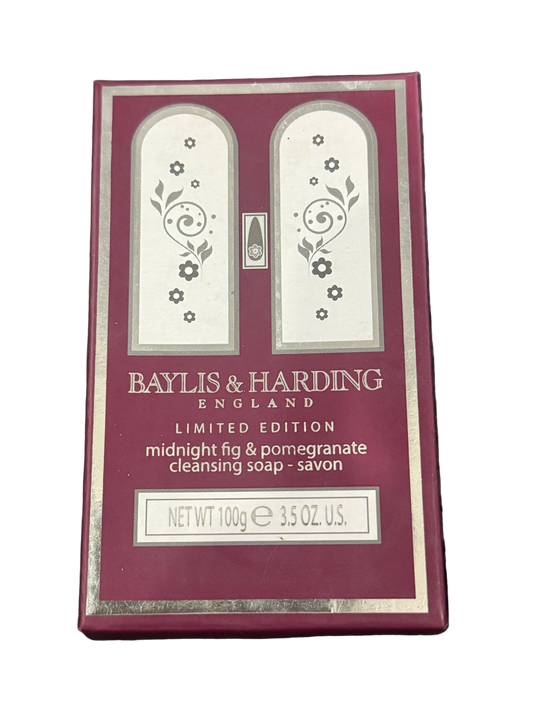 BAYLIS & HARDING
ENGLAND
LIMITED EDITION
midnight fig & pomegranate
cleansing soap - savon
NET WT 100g ℮ 3.5 OZ. U.S.